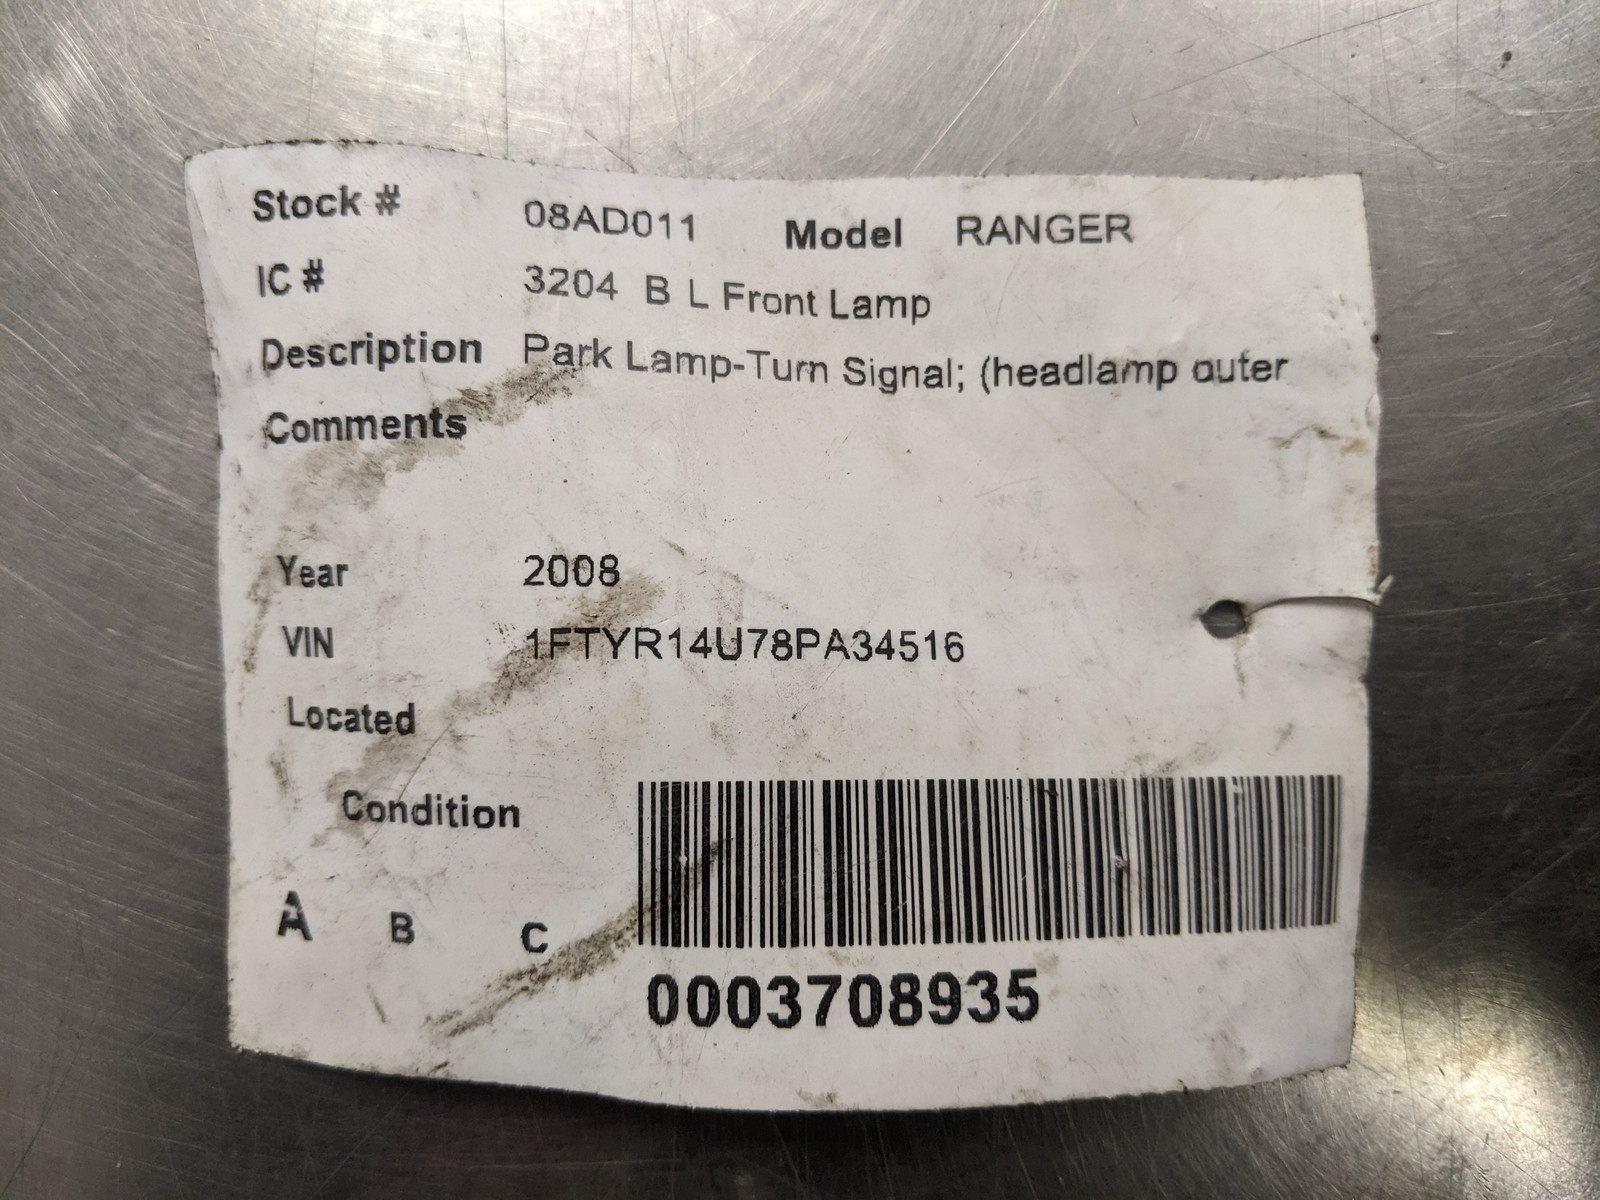 Stock # 08AD011 Model RANGER
IC # 3204 B L Front Lamp
Description Park Lamp-Turn Signal; (headlamp outer
Comments
Year 2008
VIN 1FTYR14U78PA34516
Located
Condition
A B C
0003708935